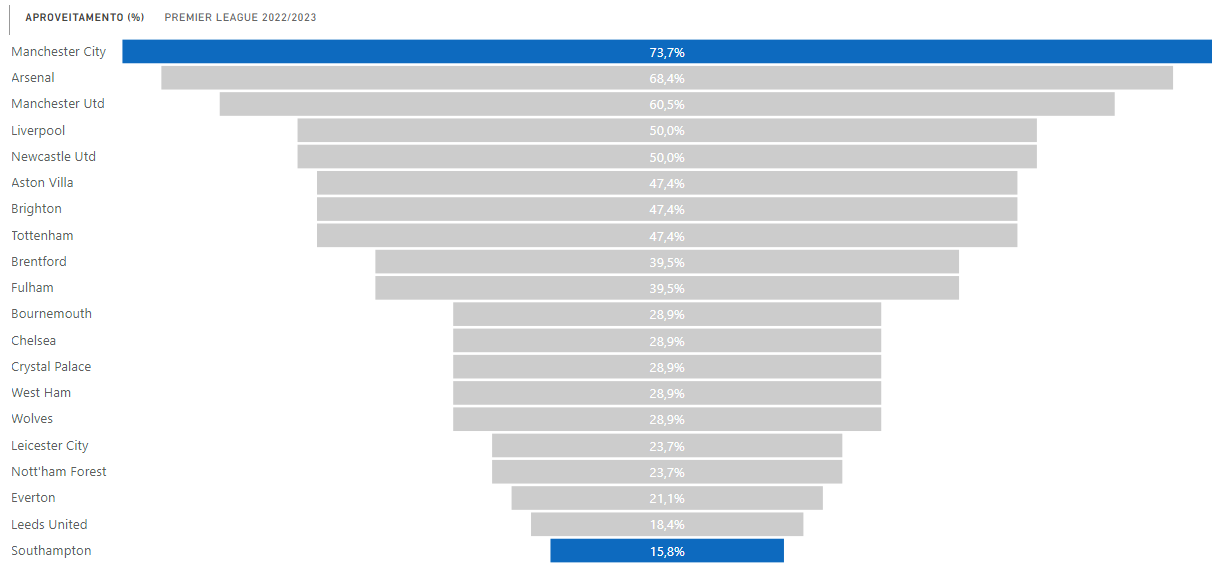 APROVEITAMENTO (%) PREMIER LEAGUE 2022/2023
Manchester City 73,7%
Arsenal 68,4%
Manchester Utd 60,5%
Liverpool 50,0%
Newcastle Utd 50,0%
Aston Villa 47,4%
Brighton 47,4%
Tottenham 47,4%
Brentford 39,5%
Fulham 39,5%
Bournemouth 28,9%
Chelsea 28,9%
Crystal Palace 28,9%
West Ham 28,9%
Wolves 28,9%
Leicester City 23,7%
Nott'ham Forest 23,7%
Everton 21,1%
Leeds United 18,4%
Southampton 15,8%